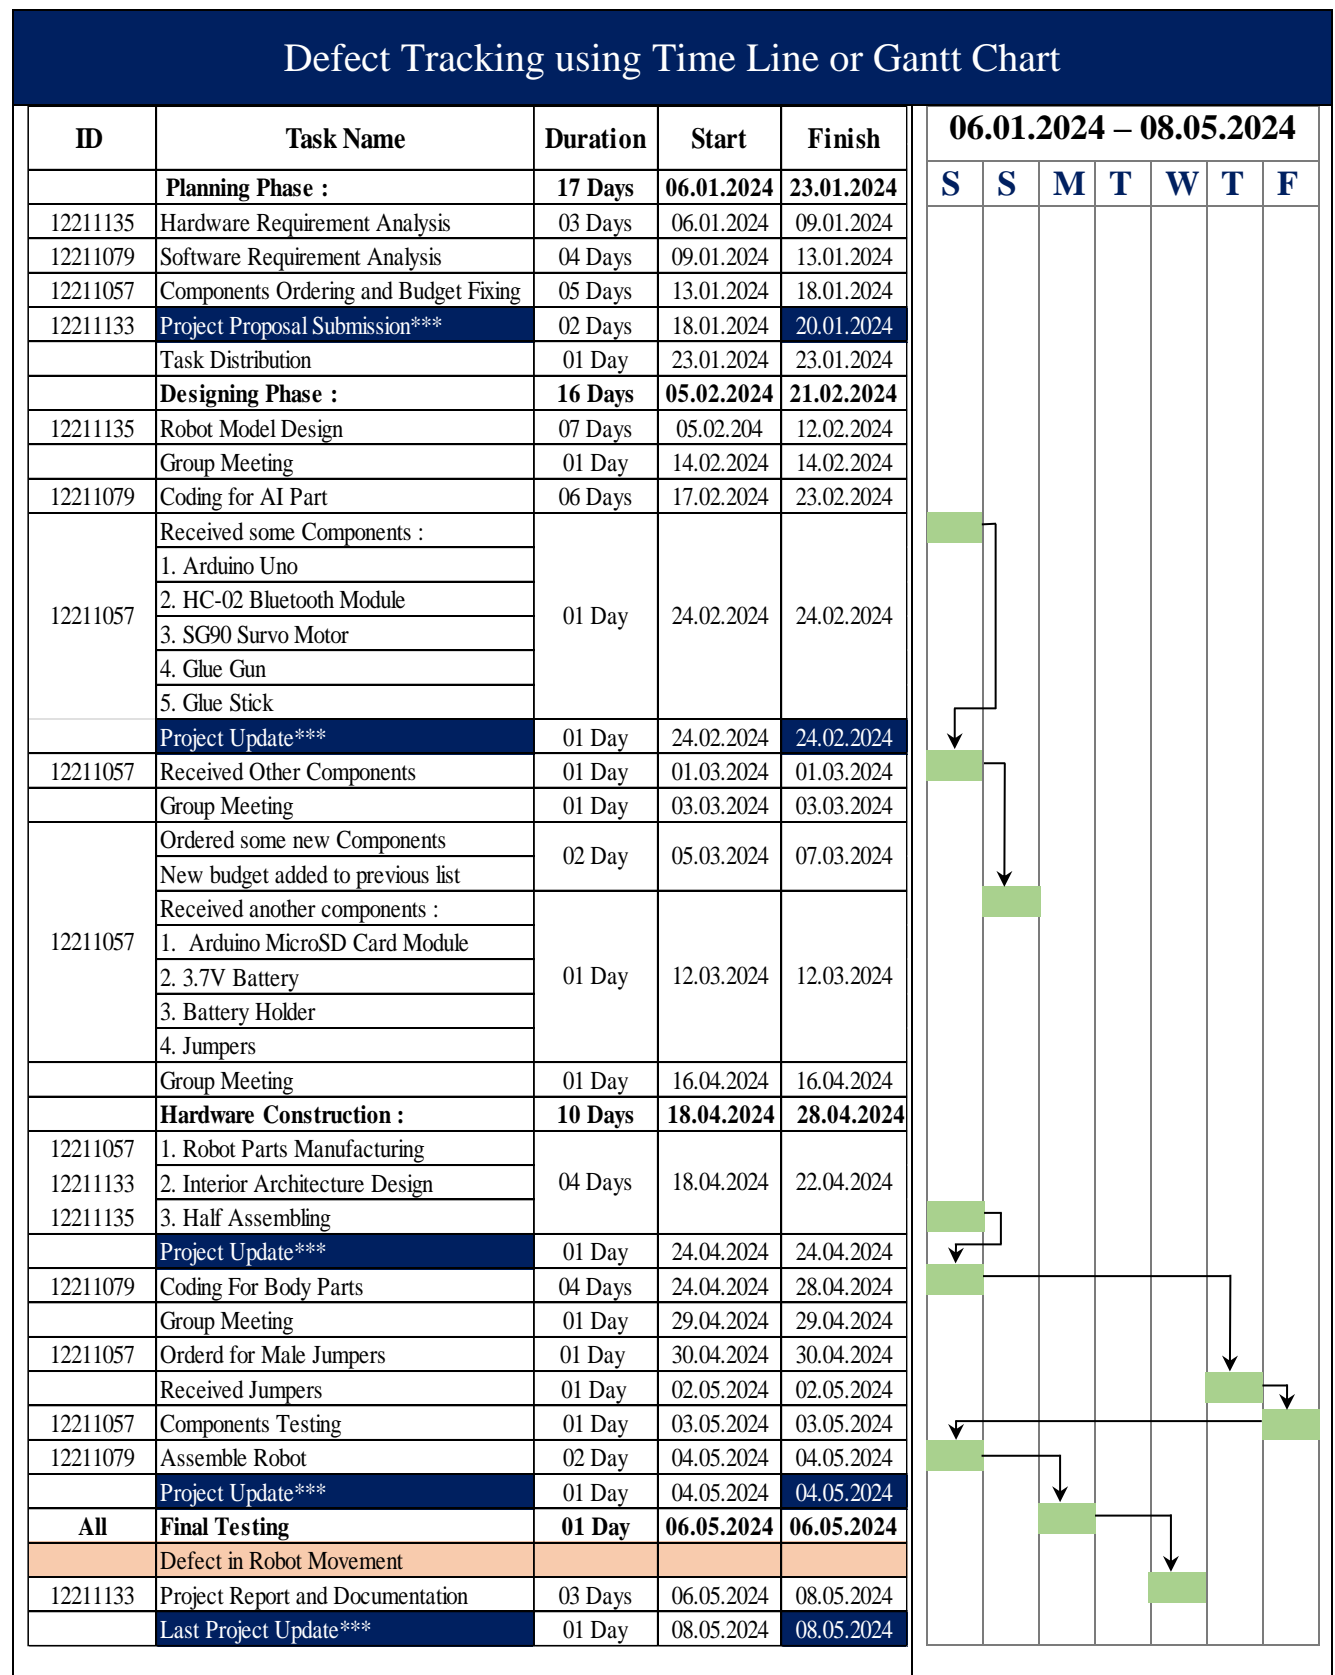 Defect Tracking using Time Line or Gantt Chart
ID Task Name Duration Start Finish 06.01.2024 – 08.05.2024
S S M T W T F
Planning Phase : 17 Days 06.01.2024 23.01.2024
12211135 Hardware Requirement Analysis 03 Days 06.01.2024 09.01.2024
12211079 Software Requirement Analysis 04 Days 09.01.2024 13.01.2024
12211057 Components Ordering and Budget Fixing 05 Days 13.01.2024 18.01.2024
12211133 Project Proposal Submission*** 02 Days 18.01.2024 20.01.2024
Task Distribution 01 Day 23.01.2024 23.01.2024
Designing Phase : 16 Days 05.02.2024 21.02.2024
12211135 Robot Model Design 07 Days 05.02.204 12.02.2024
Group Meeting 01 Day 14.02.2024 14.02.2024
12211079 Coding for AI Part 06 Days 17.02.2024 23.02.2024
Received some Components :
1. Arduino Uno
2. HC-02 Bluetooth Module
12211057 01 Day 24.02.2024 24.02.2024
3. SG90 Survo Motor
4. Glue Gun
5. Glue Stick
Project Update*** 01 Day 24.02.2024 24.02.2024
12211057 Received Other Components 01 Day 01.03.2024 01.03.2024
Group Meeting 01 Day 03.03.2024 03.03.2024
Ordered some new Components
02 Day 05.03.2024 07.03.2024
New budget added to previous list
Received another components :
12211057 1. Arduino MicroSD Card Module
2. 3.7V Battery 01 Day 12.03.2024 12.03.2024
3. Battery Holder
4. Jumpers
Group Meeting 01 Day 16.04.2024 16.04.2024
Hardware Construction : 10 Days 18.04.2024 28.04.2024
12211057 1. Robot Parts Manufacturing
12211133 2. Interior Architecture Design 04 Days 18.04.2024 22.04.2024
12211135 3. Half Assembling
Project Update*** 01 Day 24.04.2024 24.04.2024
12211079 Coding For Body Parts 04 Days 24.04.2024 28.04.2024
Group Meeting 01 Day 29.04.2024 29.04.2024
12211057 Orderd for Male Jumpers 01 Day 30.04.2024 30.04.2024
Received Jumpers 01 Day 02.05.2024 02.05.2024
12211057 Components Testing 01 Day 03.05.2024 03.05.2024
12211079 Assemble Robot 02 Day 04.05.2024 04.05.2024
Project Update*** 01 Day 04.05.2024 04.05.2024
All Final Testing 01 Day 06.05.2024 06.05.2024
Defect in Robot Movement
12211133 Project Report and Documentation 03 Days 06.05.2024 08.05.2024
Last Project Update*** 01 Day 08.05.2024 08.05.2024